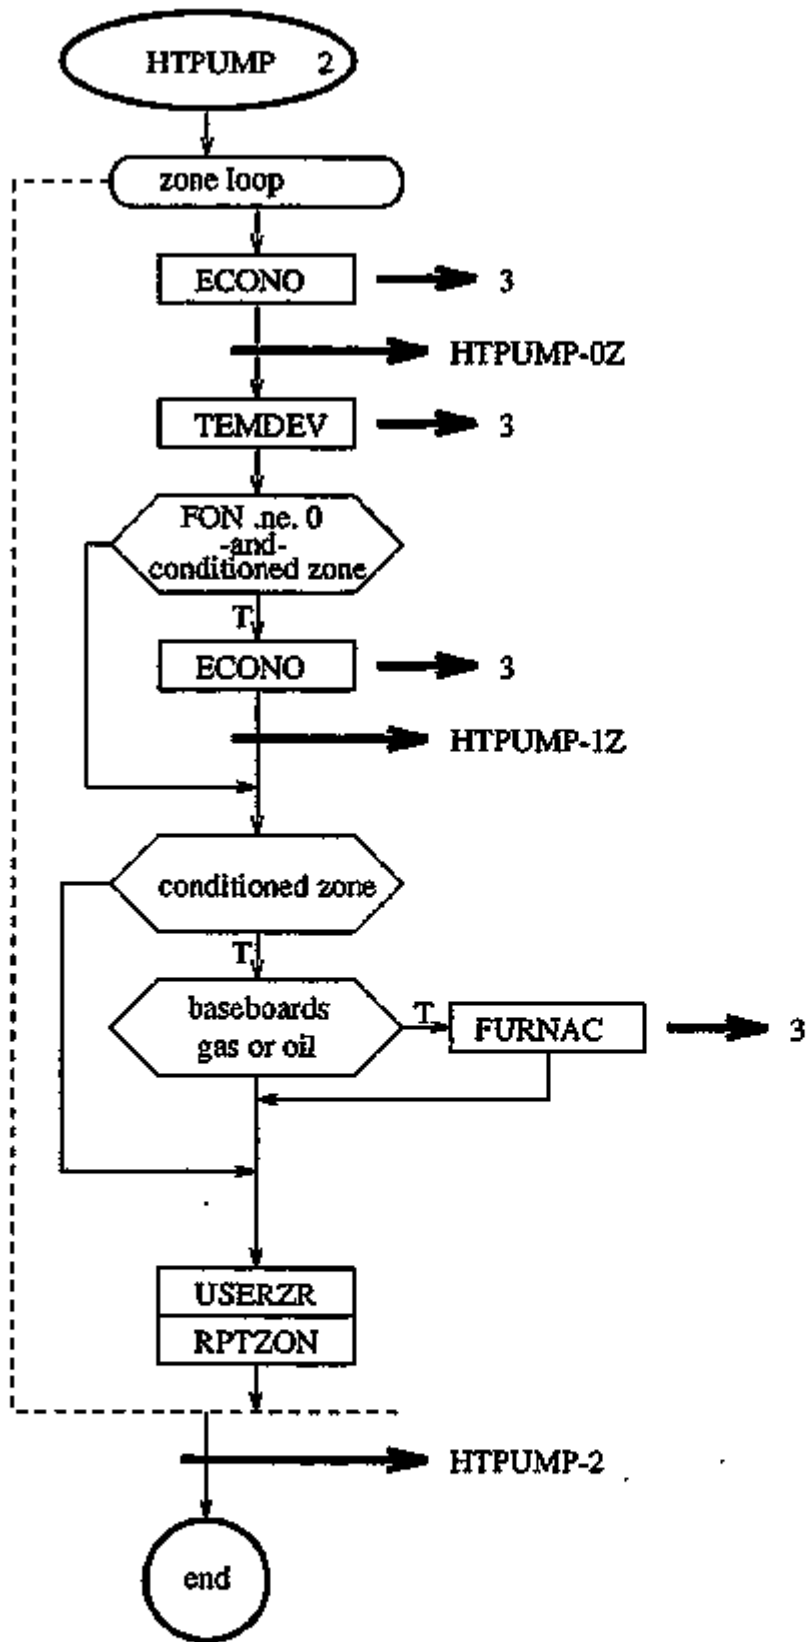 HTPUMP 2
zone loop
ECONO 3
HTPUMP-0Z
TEMDEV 3
FON .ne. 0
-and-
conditioned zone
T
ECONO 3
HTPUMP-1Z
conditioned zone
T
baseboards
gas or oil
T
FURNAC 3
USERZR
RPTZON
HTPUMP-2
end